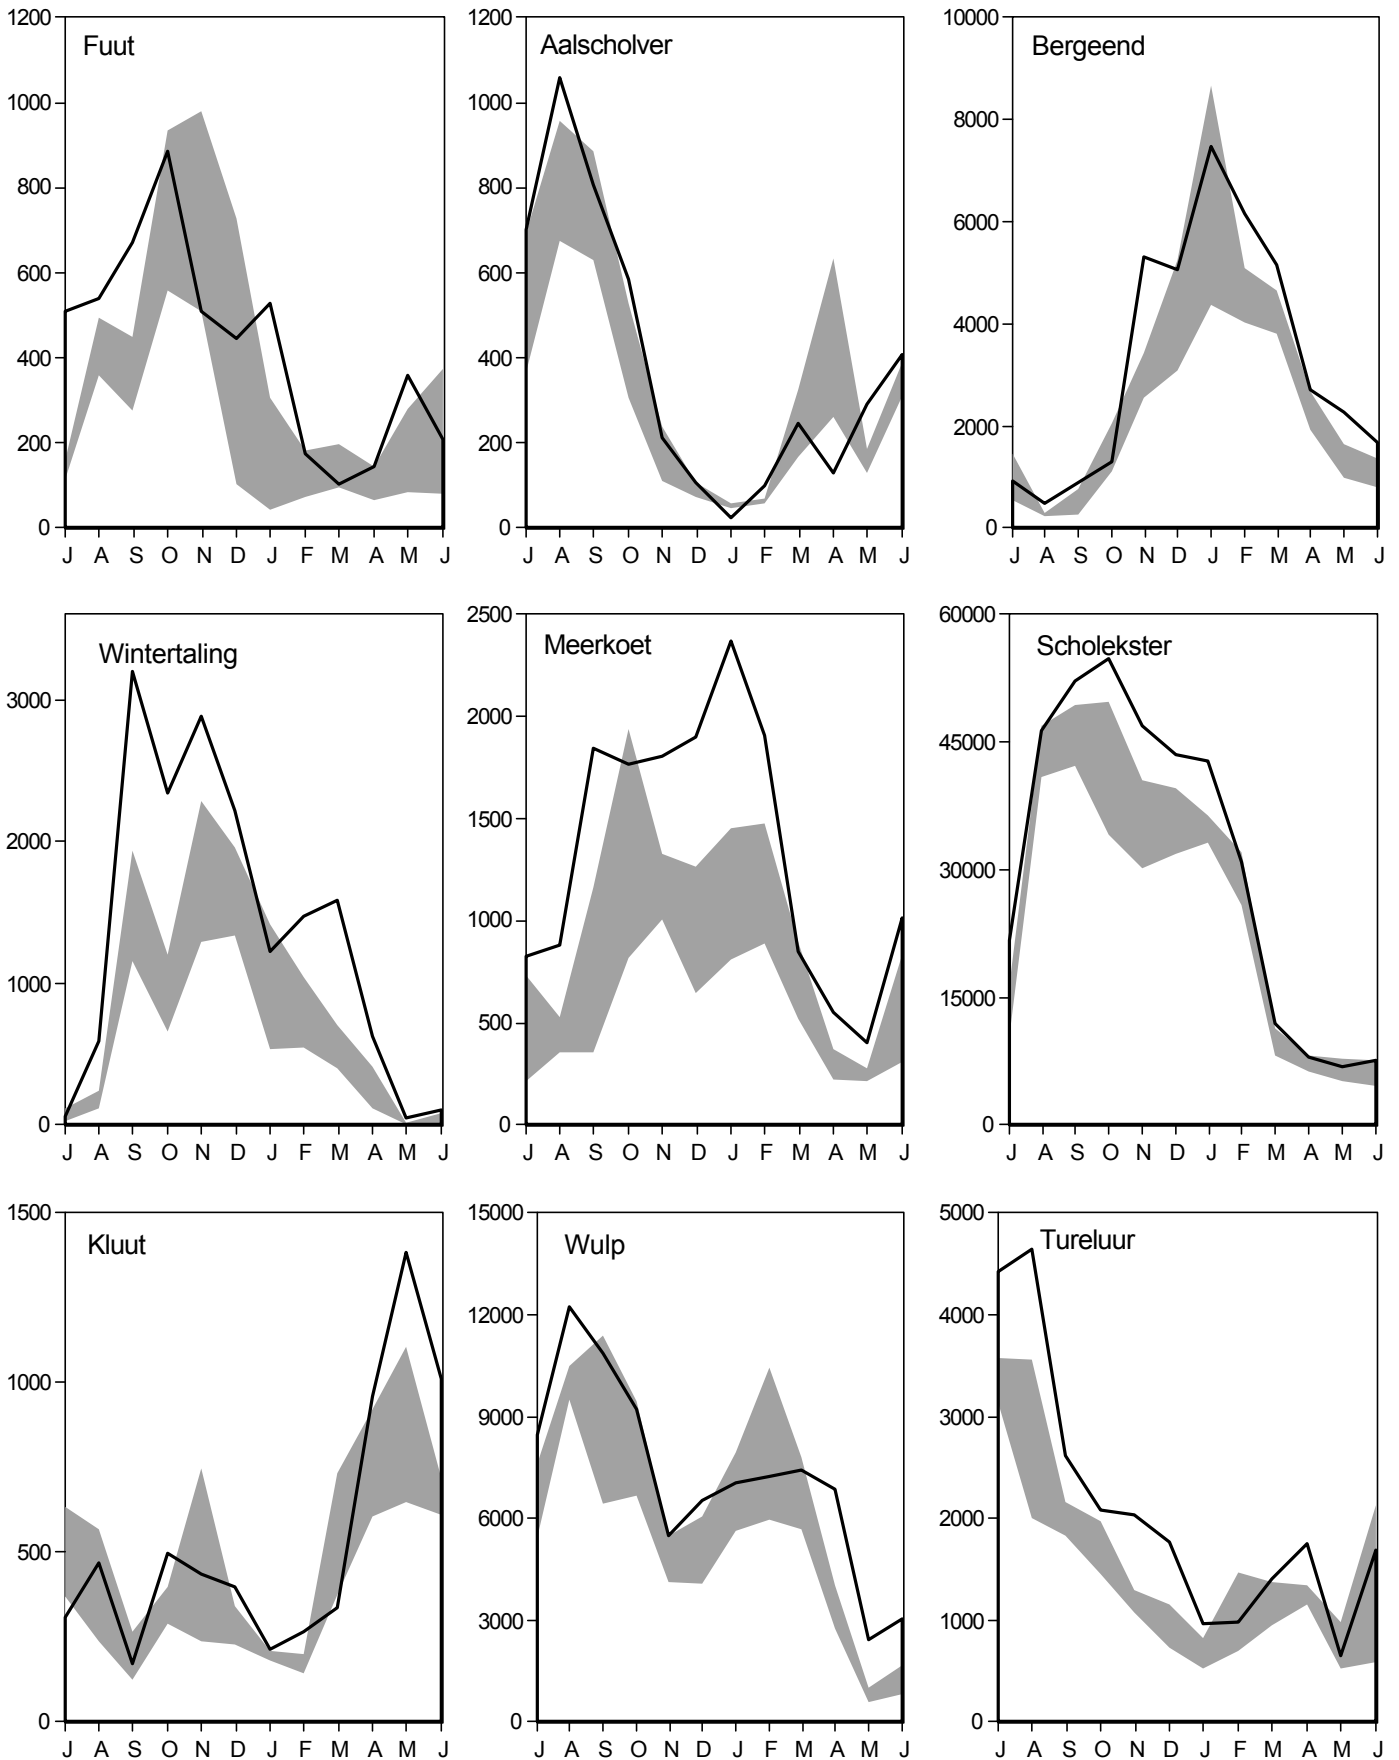 Fuut
1200
1000
800
600
400
200
0
J A S O N D J F M A M J
Aalscholver
1200
1000
800
600
400
200
0
J A S O N D J F M A M J
Bergeend
10000
8000
6000
4000
2000
0
J A S O N D J F M A M J
Wintertaling
3000
2000
1000
0
J A S O N D J F M A M J
Meerkoet
2500
2000
1500
1000
500
0
J A S O N D J F M A M J
Scholekster
60000
45000
30000
15000
0
J A S O N D J F M A M J
Kluut
1500
1000
500
0
J A S O N D J F M A M J
Wulp
15000
12000
9000
6000
3000
0
J A S O N D J F M A M J
Tureluur
5000
4000
3000
2000
1000
0
J A S O N D J F M A M J